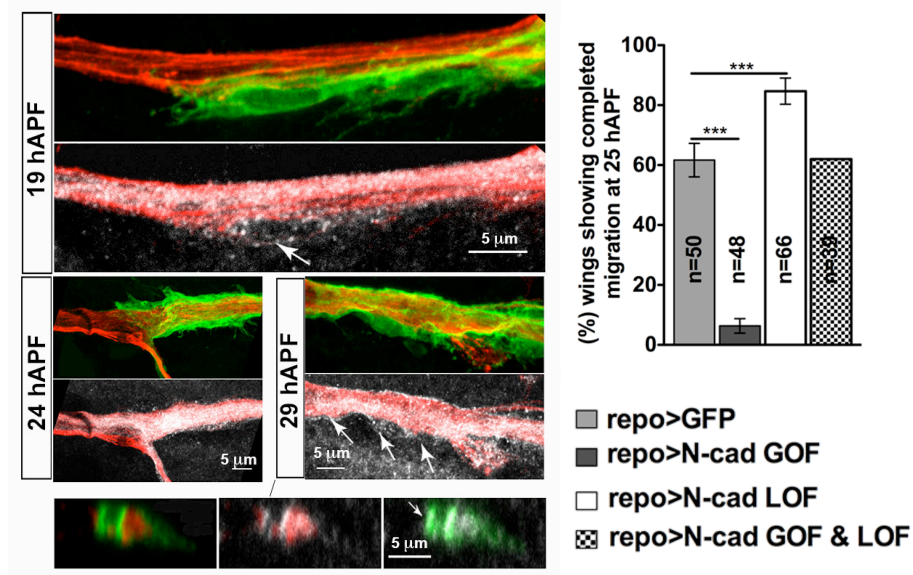 19 hAPF
5 µm
24 hAPF
5 µm
29 hAPF
5 µm
(%) wings showing completed
migration at 25 hAPF
100
80
60
40
20
0
***
***
n=50
n=48
n=66
repo>GFP
repo>N-cad GOF
repo>N-cad LOF
repo>N-cad GOF & LOF
5 µm